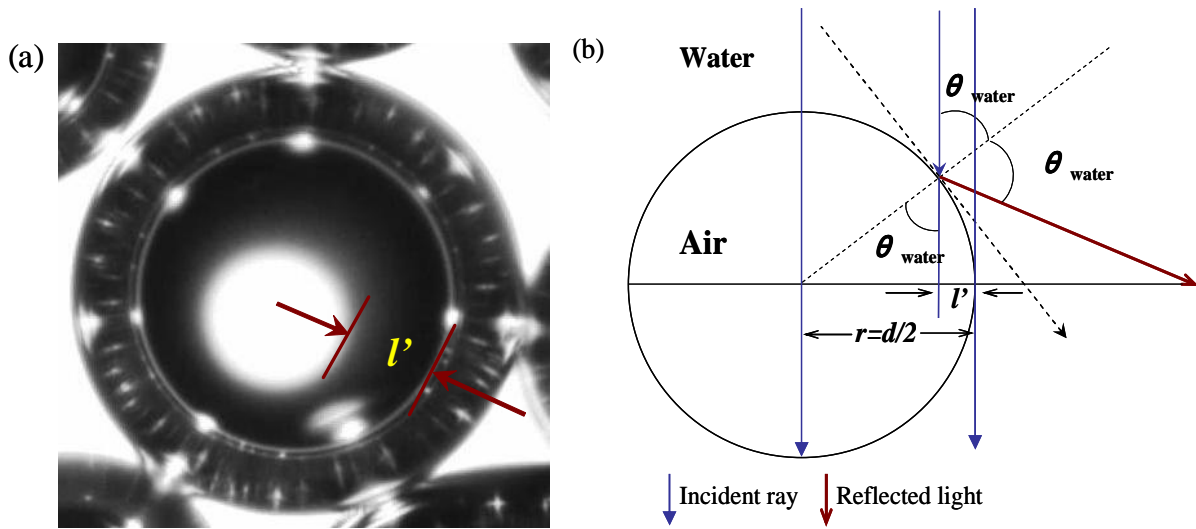 (a)
l’
(b)
Water
θ water
θ water
Air
θ water
l’
r=d/2
Incident ray
Reflected light